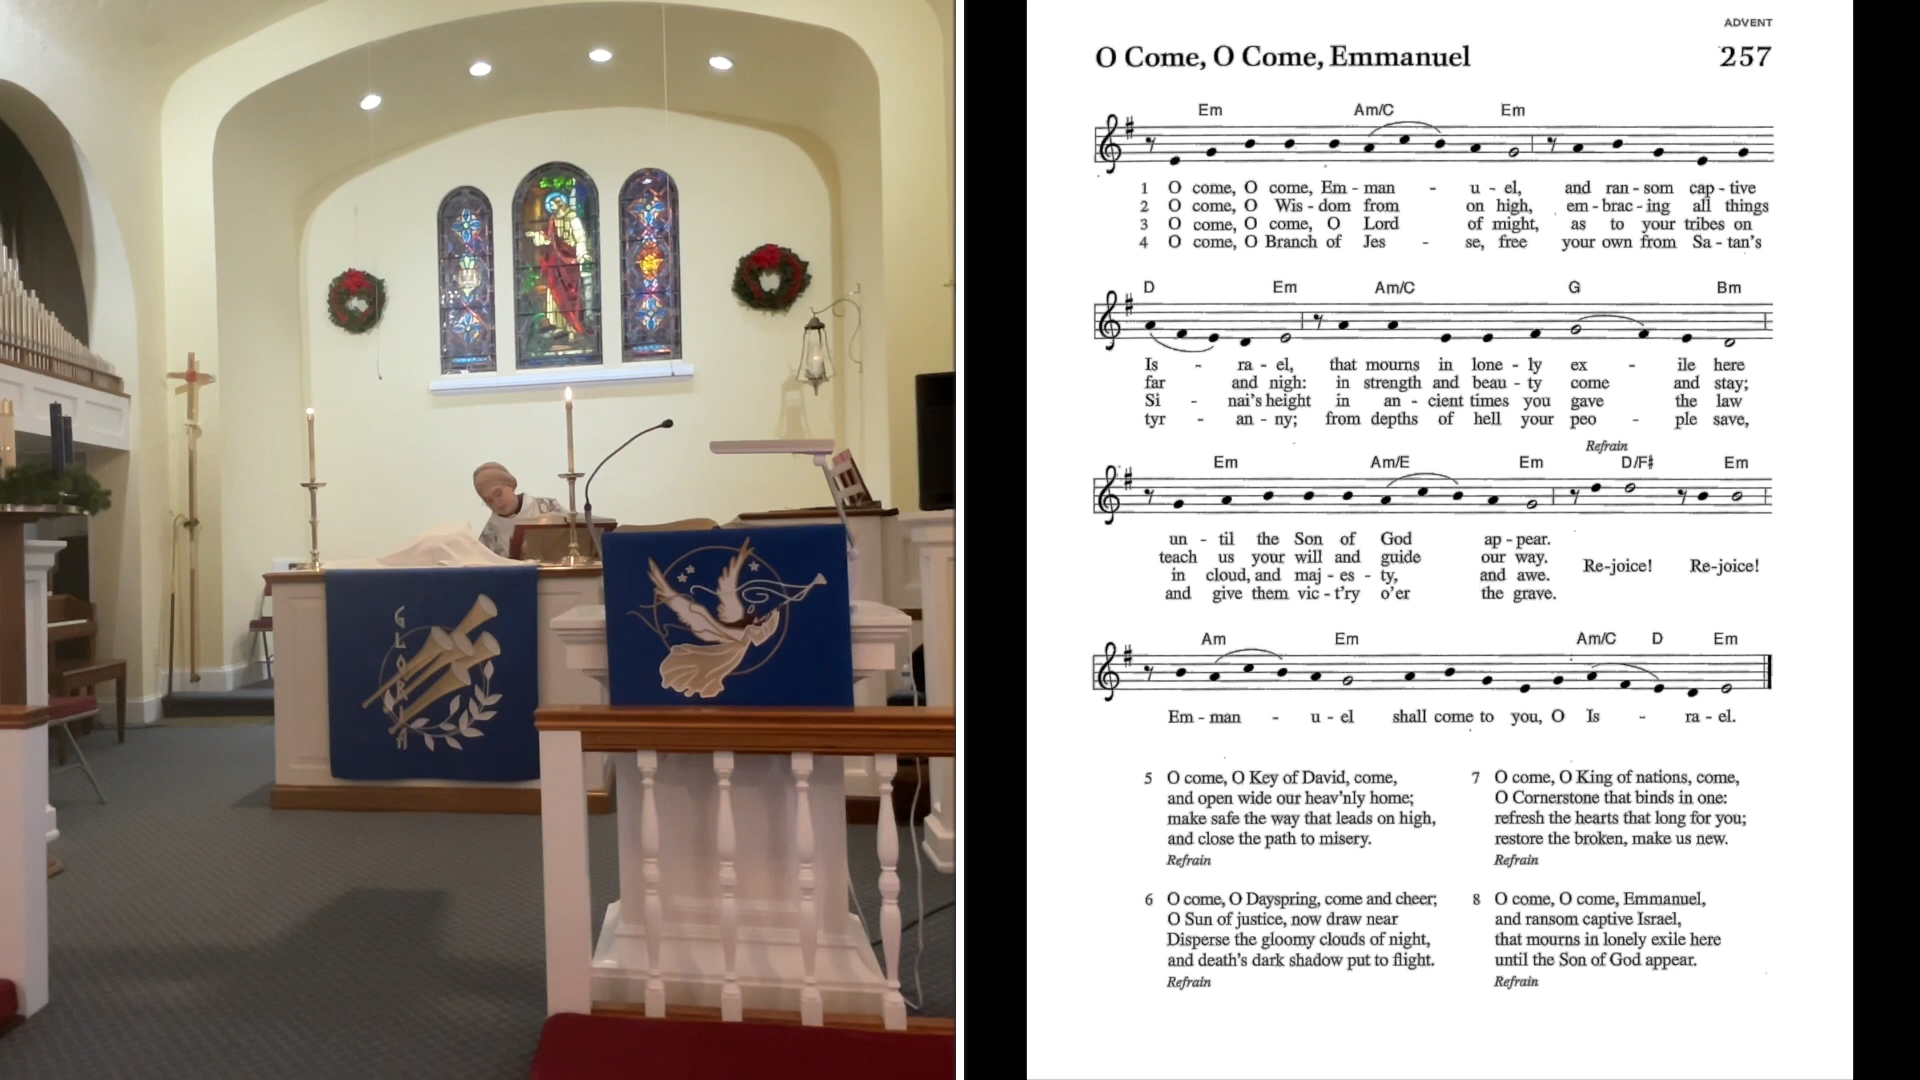 GLORIA
ADVENT
O Come, O Come, Emmanuel 257
Em Am/C Em
1 O come, O come, Em - man - u - el, and ran - som cap - tive
2 O come, O Wis - dom from on high, em - brac - ing all things
3 O come, O come, O Lord of might, as to your tribes on
4 O come, O Branch of Jes - se, free your own from Sa - tan's
D Em Am/C G Bm
Is - ra - el, that mourns in lone - ly ex - ile here
far and nigh: in strength and beau - ty come and stay;
Si - nai's height in an - cient times you gave the law
tyr - an - ny; from depths of hell your peo - ple save,
Refrain
Em Am/E Em D/F# Em
un - til the Son of God ap - pear.
teach us your will and guide our way.
Re-joice! Re-joice!
in cloud, and maj - es - ty, and awe.
and give them vic - t'ry o'er the grave.
Am Em Am/C D Em
Em - man - u - el shall come to you, O Is - ra - el.
5 O come, O Key of David, come,
and open wide our heav'nly home;
make safe the way that leads on high,
and close the path to misery.
Refrain
6 O come, O Dayspring, come and cheer;
O Sun of justice, now draw near
Disperse the gloomy clouds of night,
and death's dark shadow put to flight.
Refrain
7 O come, O King of nations, come,
O Cornerstone that binds in one:
refresh the hearts that long for you;
restore the broken, make us new.
Refrain
8 O come, O come, Emmanuel,
and ransom captive Israel,
that mourns in lonely exile here
until the Son of God appear.
Refrain